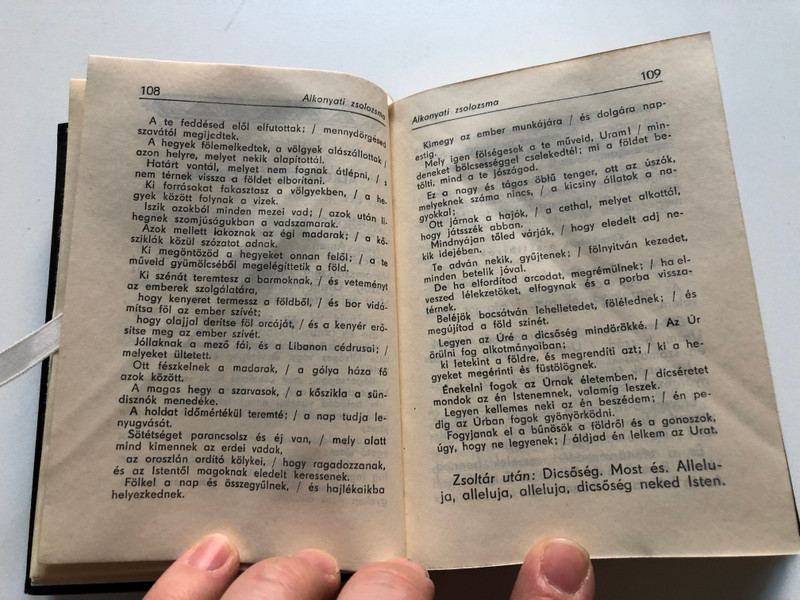 108
Alkonyati zsolozsma
A te feddésed elől elfutottak; / mennydörgésed
szavától megijedtek.
A hegyek fölemelkedtek, a völgyek alászállottak /
azon helyre, melyet nekik alapítottál.
Határt vontál, melyet nem fognak átlépni, / s
nem térnek vissza a földet elborítani.
Ki forrásokat fakasztasz a völgyekben, / a he-
gyek között folynak a vizek.
Iszik azokból minden mezei vad; / azok után li-
hegnek szomjúságukban a vadszamarak.
Azok mellett lakoznak az égi madarak; / a kő-
sziklák közül szózatot adnak.
Ki megöntözöd a hegyeket onnan felől; / a te
műveid gyümölcséből megelégíttetik a föld.
Ki szénát teremtesz a barmoknak, / és veteményt
az emberek szolgálatára,
hogy kenyeret termessz a földből, / és bor vidá-
mítsa föl az ember szívét;
hogy olajjal derítse föl orcáját, / és a kenyér erő-
sítse meg az ember szívét.
Jóllaknak a mező fái, és a Libanon cédrusai; /
melyeket ültetett.
Ott fészkelnek a madarak, / a gólya háza fő
azok között.
A magas hegy a szarvasok, / a kőszikla a sün-
disznók menedéke.
A holdat időmértékül teremté; / a nap tudja le-
nyugvását.
Sötétséget parancsolsz és éj van, / mely alatt
mind kimennek az erdei vadak,
az oroszlán ordító kölykei, / hogy ragadozzanak,
és az Istentől magoknak eledelt keressenek.
Fölkel a nap és összegyűlnek, / és hajlékaikba
helyezkednek.
109
Alkonyati zsolozsma
Kimegy az ember munkájára / és dolgára nap-
estig.
Mely igen fölségesek a te műveid, Uram! / min-
deneket bölcsességgel cselekedtél; mi a földet be-
tölti, mind a te jószágod.
Ez a nagy és tágas öblű tenger, ott az úszók,
melyeknek száma nincs, / a kicsiny állatok a na-
gyokkal;
Ott járnak a hajók, / a cethal, melyet alkottál,
hogy játsszék abban.
Mindnyájan tőled várják, / hogy eledelt adj ne-
kik idejében.
Te adván nekik, gyűjtenek; / fölnyitván kezedet,
minden betelik jóval.
De ha elfordítod arcodat, megrémülnek; / ha el-
veszed lélekzetöket, elfogynak és a porba vissza-
térnek.
Beléjök bocsátván lehelletedet, fölélednek; / és
megújítod a föld színét.
Legyen az Úré a dicsőség mindörökké. / Az Úr
örülni fog alkotmányaiban;
ki letekint a földre, és megrendíti azt; / ki a he-
gyeket megérinti és füstölögnek.
Énekelni fogok az Úrnak életemben, / dicséretet
mondok az én Istenemnek, valamíg leszek.
Legyen kellemes neki az én beszédem; / én pe-
dig az Úrban fogok gyönyörködni.
Fogyjanak el a bűnösök a földről és a gonoszok,
úgy, hogy ne legyenek; / áldjad én lelkem az Urat.
Zsoltár után: Dicsőség. Most és. Allelu-
ja, alleluja, alleluja, dicsőség neked Isten.